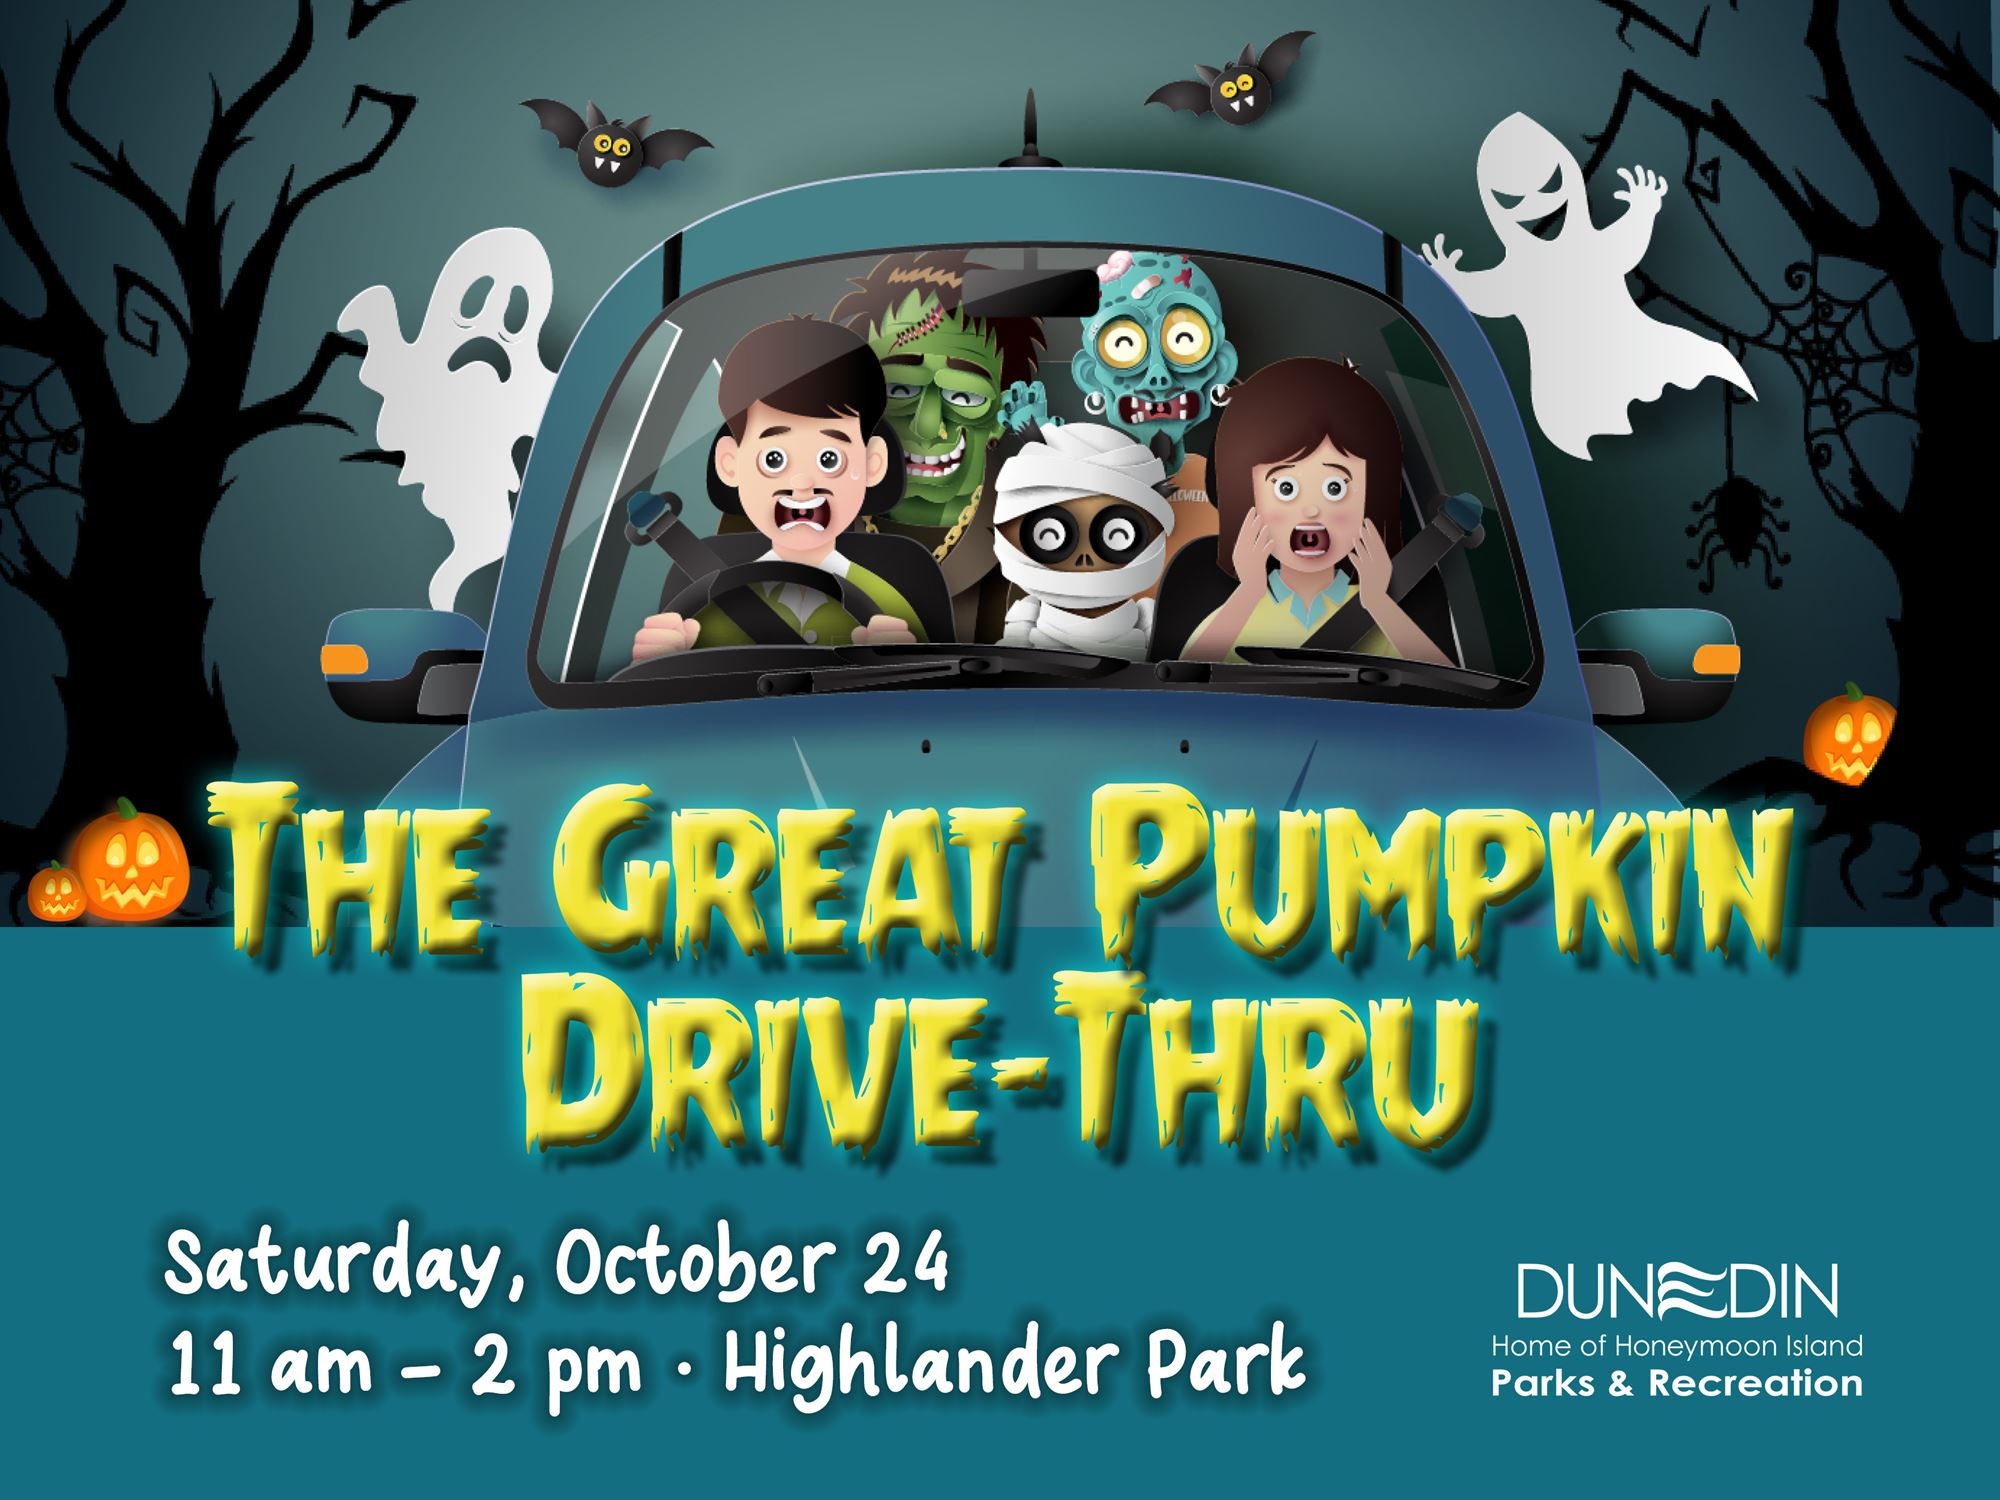 The Great Pumpkin
Drive-Thru
Saturday, October 24
11 am – 2 pm · Highlander Park
DUNEDIN
Home of Honeymoon Island
Parks & Recreation